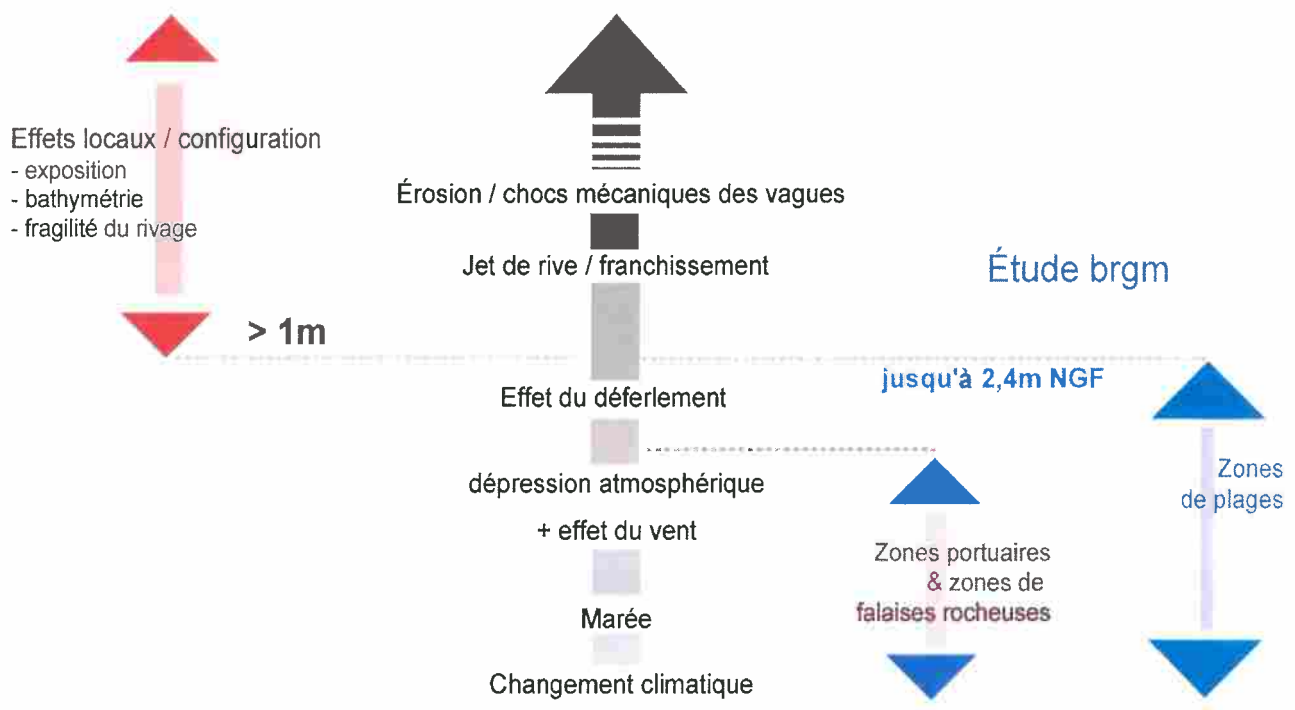 Effets locaux / configuration
- exposition
- bathymétrie
- fragilité du rivage
> 1m
Érosion / chocs mécaniques des vagues
Jet de rive / franchissement
Effet du déferlement
dépression atmosphérique
+ effet du vent
Marée
Changement climatique
Étude brgm
jusqu'à 2,4m NGF
Zones portuaires
& zones de
falaises rocheuses
Zones
de plages